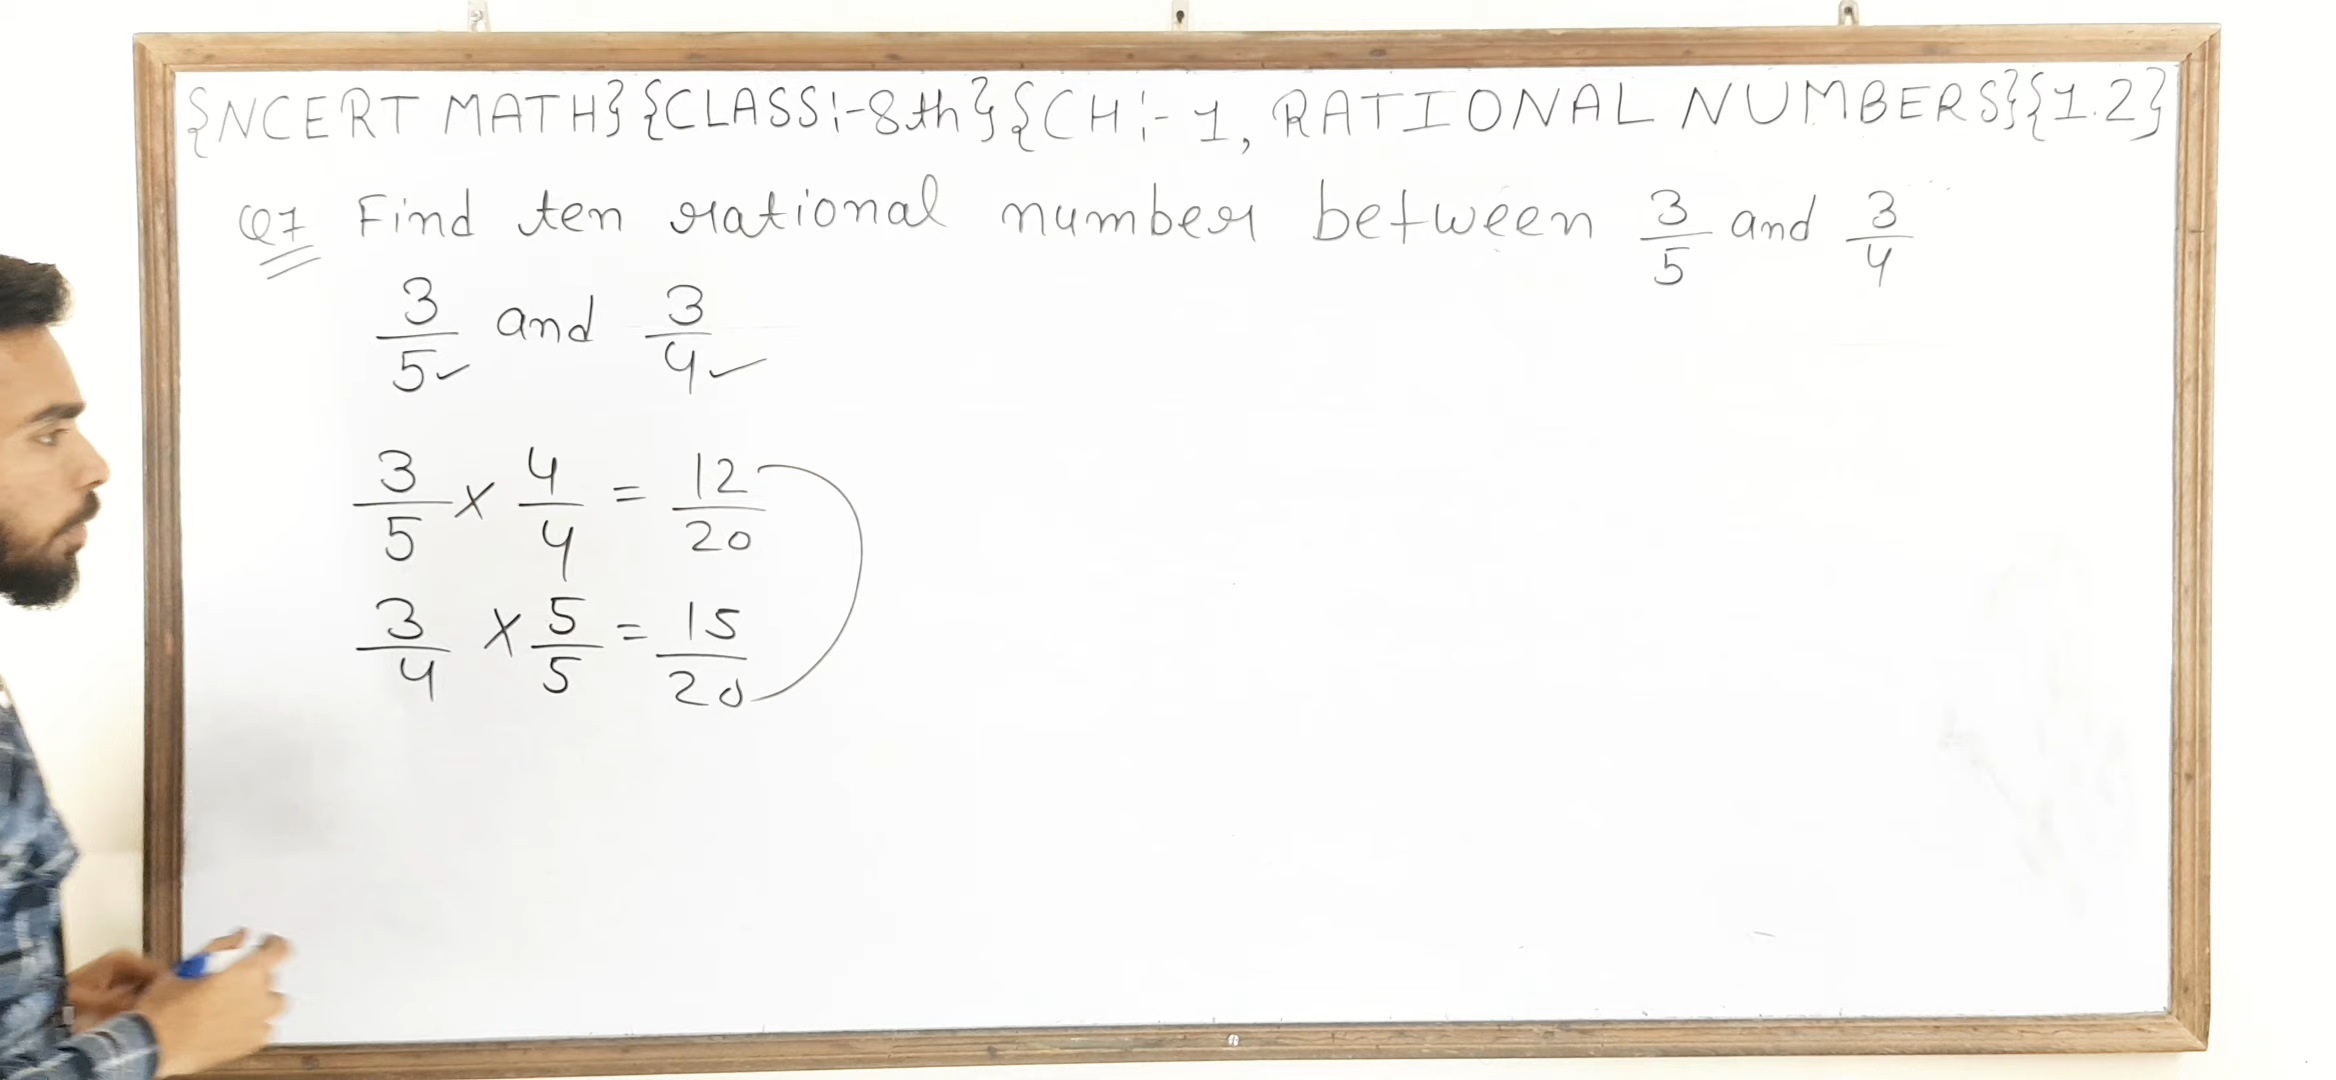 {NCERT MATH}{CLASS:-8th}{CH:-1, RATIONAL NUMBERS}{1.2}
Q7 Find ten rational number between 3/5 and 3/4
3/5 ✓ and 3/4 ✓
3/5 × 4/4 = 12/20
3/4 × 5/5 = 15/20